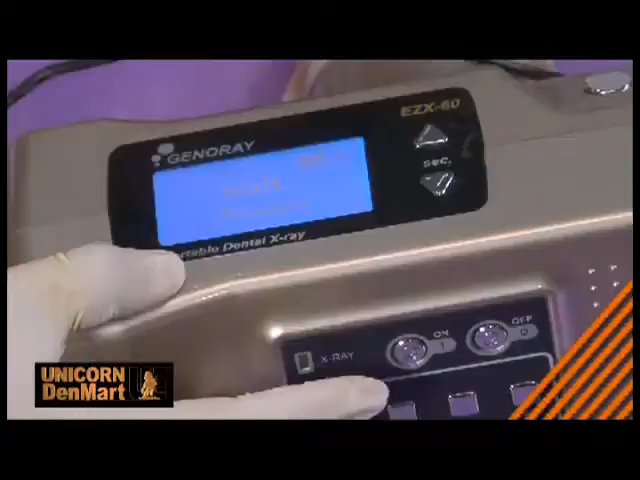 EZX-60
GENORAY
sec.
rtable Dental X-ray
ON
OFF
X-RAY
UNICORN
DenMart